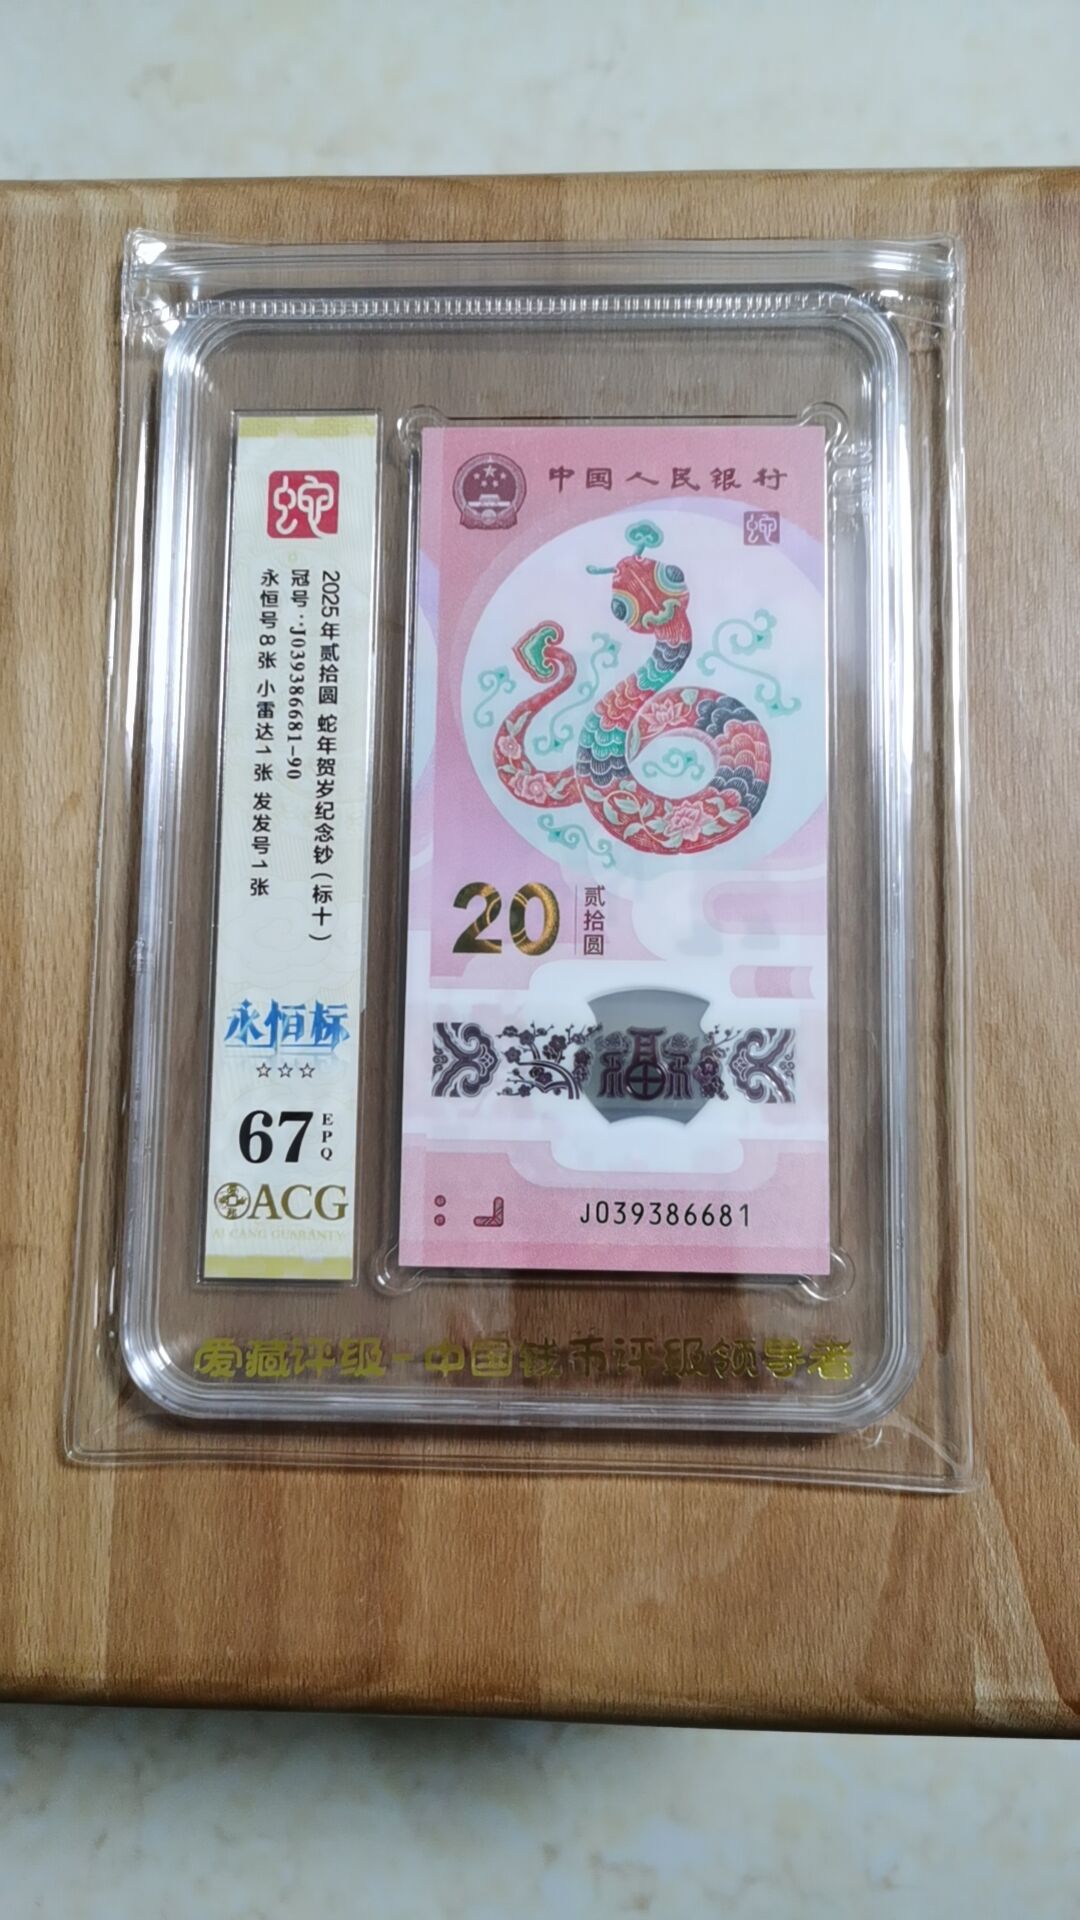 蛇
2025年贰拾圆 蛇年贺岁纪念钞(标十)
冠号:J039386681-90
永恒号8张 小雷达1张 发发号1张
永恒标
☆☆☆
67 EPQ
ACG
AI CANG GUARANTY
中国人民银行
蛇
20 贰拾圆
福
J039386681
爱藏评级-中国钱币评级领导者